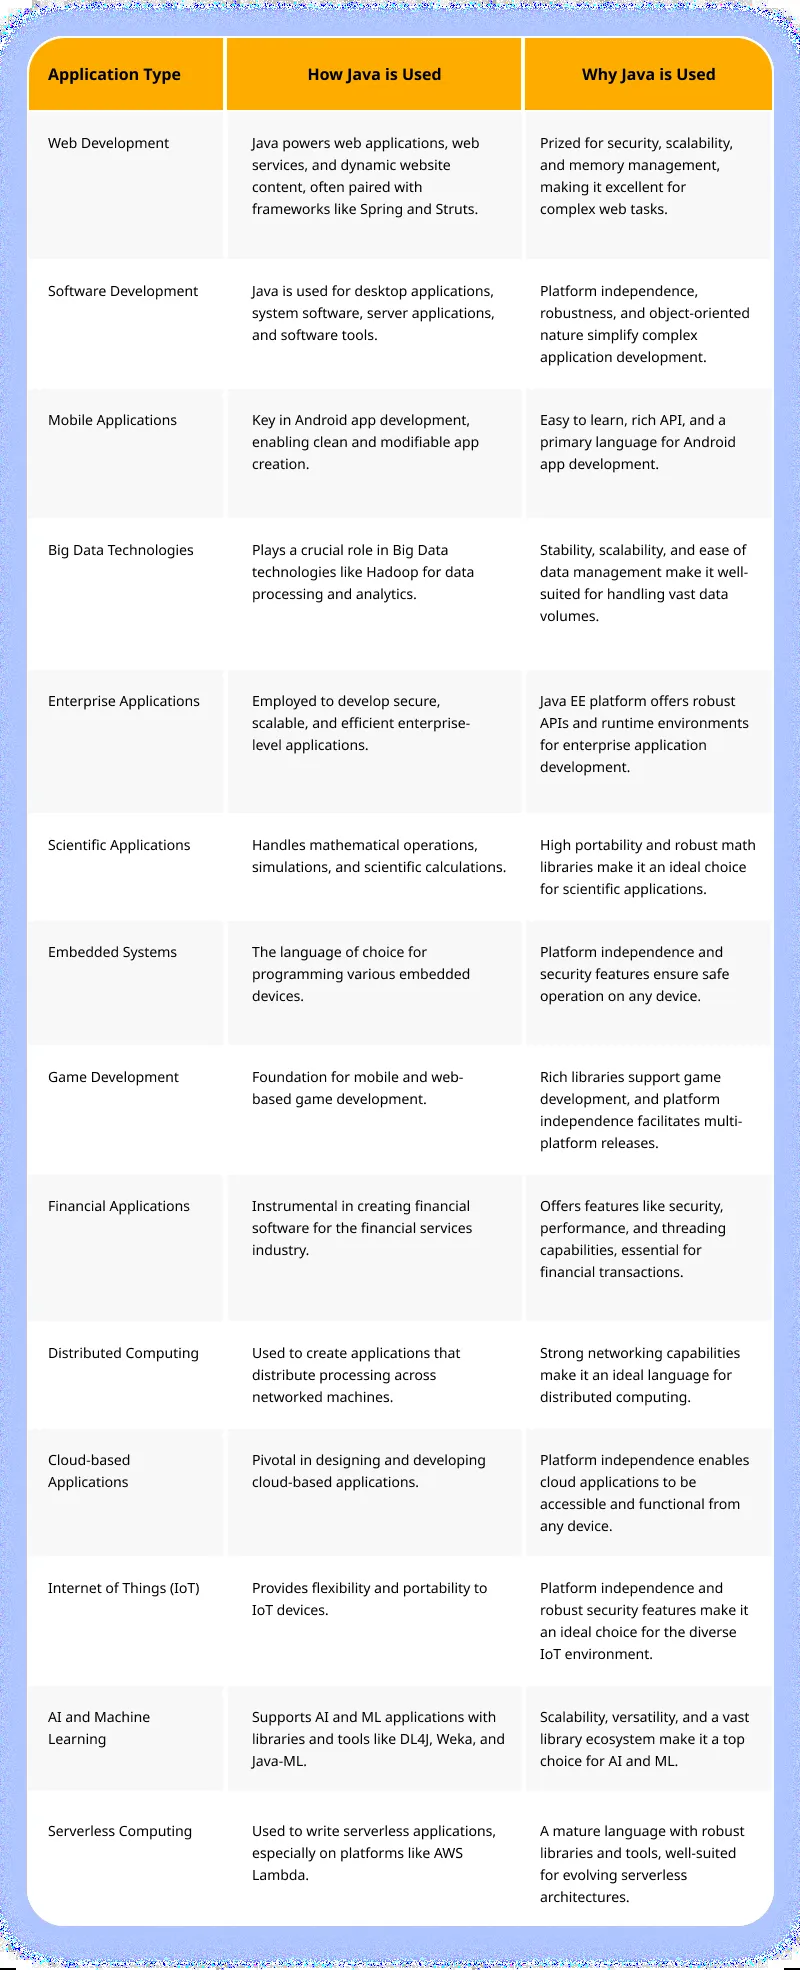 Application Type
How Java is Used
Why Java is Used
Web Development
Java powers web applications, web
services, and dynamic website
content, often paired with
frameworks like Spring and Struts.
Prized for security, scalability,
and memory management,
making it excellent for
complex web tasks.
Software Development
Java is used for desktop applications,
system software, server applications,
and software tools.
Platform independence,
robustness, and object-oriented
nature simplify complex
application development.
Mobile Applications
Key in Android app development,
enabling clean and modifiable app
creation.
Easy to learn, rich API, and a
primary language for Android
app development.
Big Data Technologies
Plays a crucial role in Big Data
technologies like Hadoop for data
processing and analytics.
Stability, scalability, and ease of
data management make it well-
suited for handling vast data
volumes.
Enterprise Applications
Employed to develop secure,
scalable, and efficient enterprise-
level applications.
Java EE platform offers robust
APIs and runtime environments
for enterprise application
development.
Scientific Applications
Handles mathematical operations,
simulations, and scientific calculations.
High portability and robust math
libraries make it an ideal choice
for scientific applications.
Embedded Systems
The language of choice for
programming various embedded
devices.
Platform independence and
security features ensure safe
operation on any device.
Game Development
Foundation for mobile and web-
based game development.
Rich libraries support game
development, and platform
independence facilitates multi-
platform releases.
Financial Applications
Instrumental in creating financial
software for the financial services
industry.
Offers features like security,
performance, and threading
capabilities, essential for
financial transactions.
Distributed Computing
Used to create applications that
distribute processing across
networked machines.
Strong networking capabilities
make it an ideal language for
distributed computing.
Cloud-based
Applications
Pivotal in designing and developing
cloud-based applications.
Platform independence enables
cloud applications to be
accessible and functional from
any device.
Internet of Things (IoT)
Provides flexibility and portability to
IoT devices.
Platform independence and
robust security features make it
an ideal choice for the diverse
IoT environment.
AI and Machine
Learning
Supports AI and ML applications with
libraries and tools like DL4J, Weka, and
Java-ML.
Scalability, versatility, and a vast
library ecosystem make it a top
choice for AI and ML.
Serverless Computing
Used to write serverless applications,
especially on platforms like AWS
Lambda.
A mature language with robust
libraries and tools, well-suited
for evolving serverless
architectures.